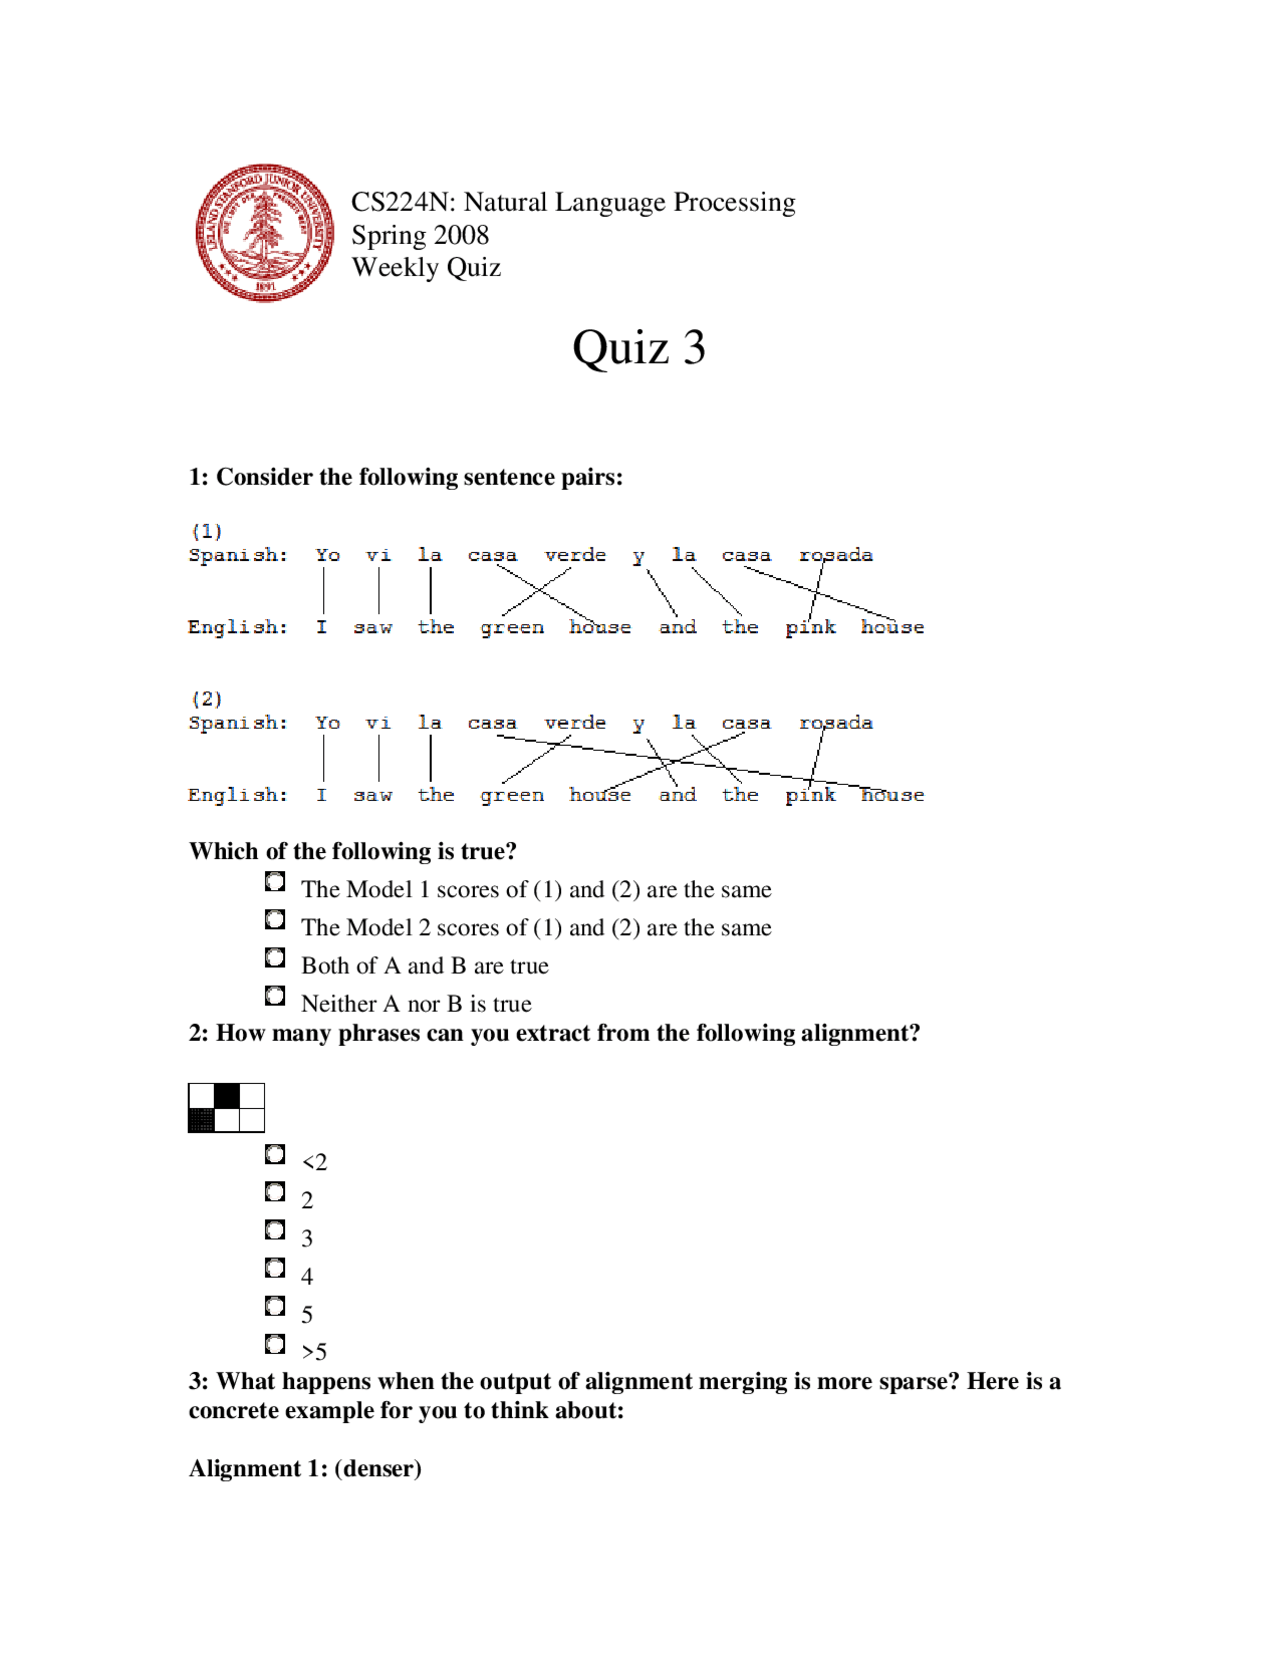 CS224N: Natural Language Processing
Spring 2008
Weekly Quiz
Quiz 3
1: Consider the following sentence pairs:
(1)
Spanish: Yo vi la casa verde y la casa rosada
English: I saw the green house and the pink house
(2)
Spanish: Yo vi la casa verde y la casa rosada
English: I saw the green house and the pink house
Which of the following is true?
The Model 1 scores of (1) and (2) are the same
The Model 2 scores of (1) and (2) are the same
Both of A and B are true
Neither A nor B is true
2: How many phrases can you extract from the following alignment?
<2
2
3
4
5
>5
3: What happens when the output of alignment merging is more sparse? Here is a
concrete example for you to think about:
Alignment 1: (denser)